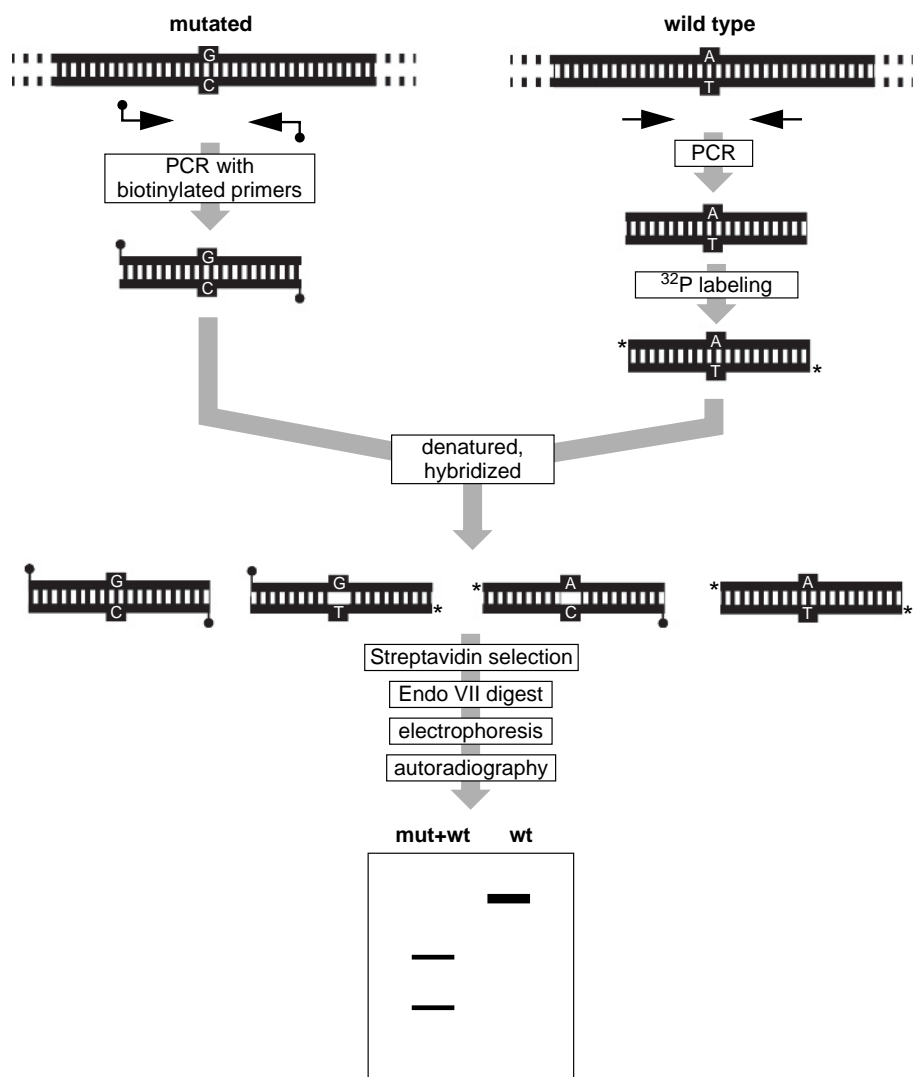 mutated
wild type
G
C
A
T
PCR with
biotinylated primers
PCR
G
C
A
T
32P labeling
* A
T *
denatured,
hybridized
G
C
G
T *
* A
C
* A
T *
Streptavidin selection
Endo VII digest
electrophoresis
autoradiography
mut+wt wt